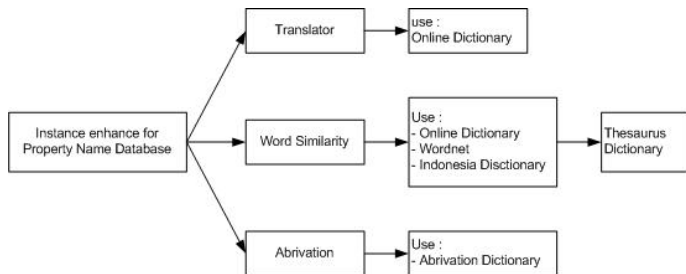 Translator
use :
Online Dictionary
Instance enhance for
Property Name Database
Word Similarity
Use :
- Online Dictionary
- Wordnet
- Indonesia Disctionary
Thesaurus
Dictionary
Abrivation
Use :
- Abrivation Dictionary